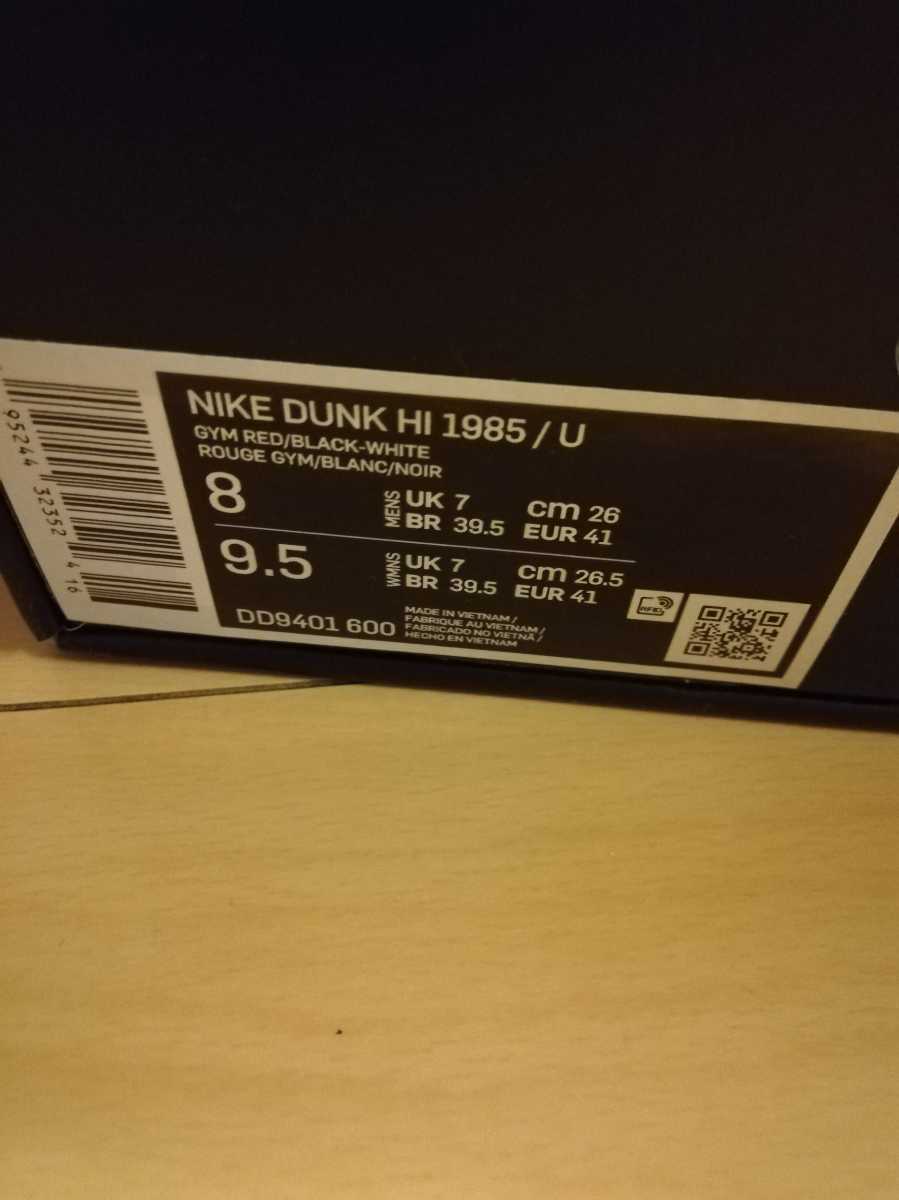 NIKE DUNK HI 1985 / U
GYM RED/BLACK-WHITE
ROUGE GYM/BLANC/NOIR
8 MENS UK 7 cm 26
BR 39.5 EUR 41
9.5 WMNS UK 7 cm 26.5
BR 39.5 EUR 41
DD9401 600
MADE IN VIETNAM /
FABRIQUE AU VIETNAM /
FABRICADO NO VIETNÃ /
HECHO EN VIETNAM
RFID
95244 32352 4 16